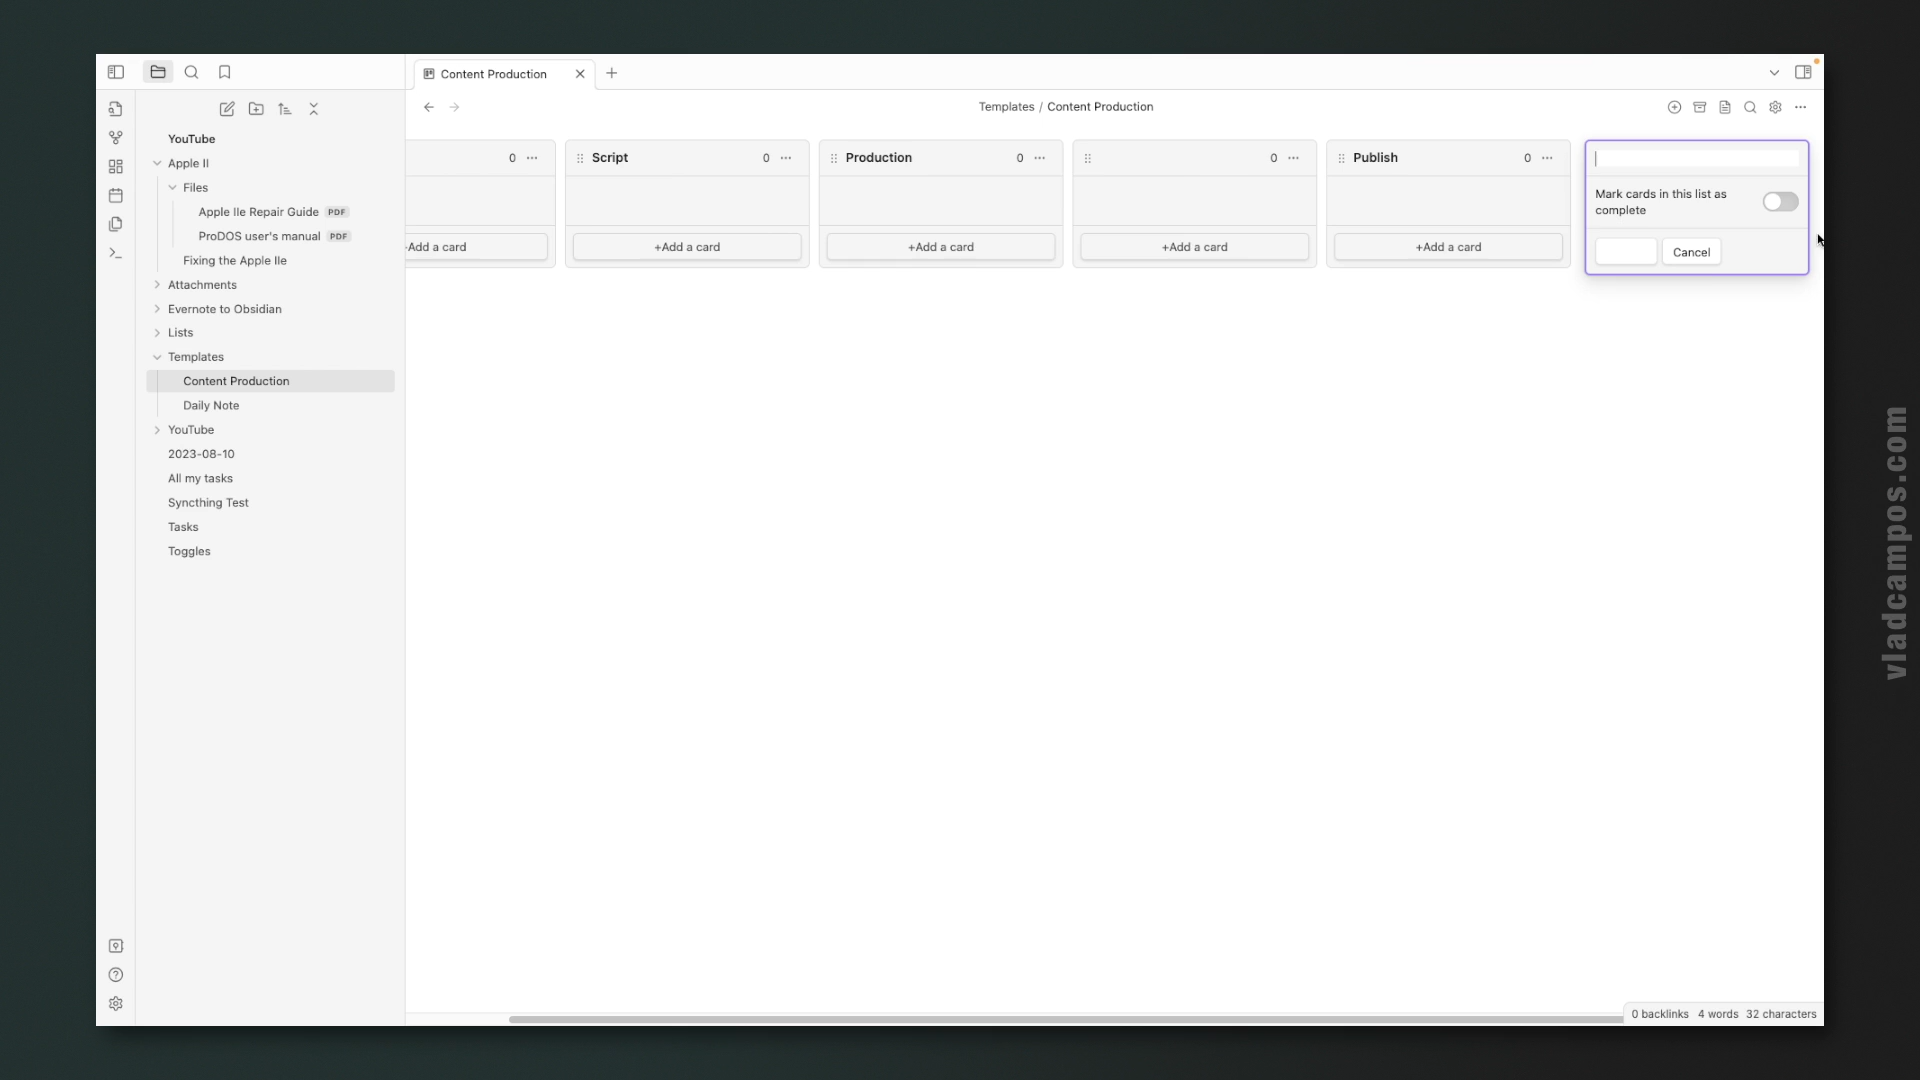 Content Production
Templates / Content Production
YouTube
Apple II
Files
Apple IIe Repair Guide PDF
ProDOS user's manual PDF
Fixing the Apple IIe
Attachments
Evernote to Obsidian
Lists
Templates
Content Production
Daily Note
YouTube
2023-08-10
All my tasks
Syncthing Test
Tasks
Toggles
0
Add a card
Script 0
+Add a card
Production 0
+Add a card
0
+Add a card
Publish 0
+Add a card
Mark cards in this list as
complete
Cancel
0 backlinks 4 words 32 characters
vladcampos.com